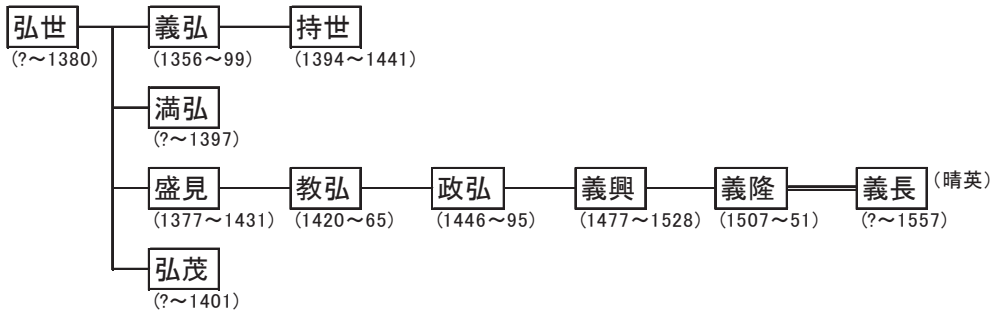 弘世 義弘 持世
(?～1380) (1356～99) (1394～1441)
満弘
(?～1397)
盛見 教弘 政弘 義興 義隆 義長 (晴英)
(1377～1431) (1420～65) (1446～95) (1477～1528) (1507～51) (?～1557)
弘茂
(?～1401)